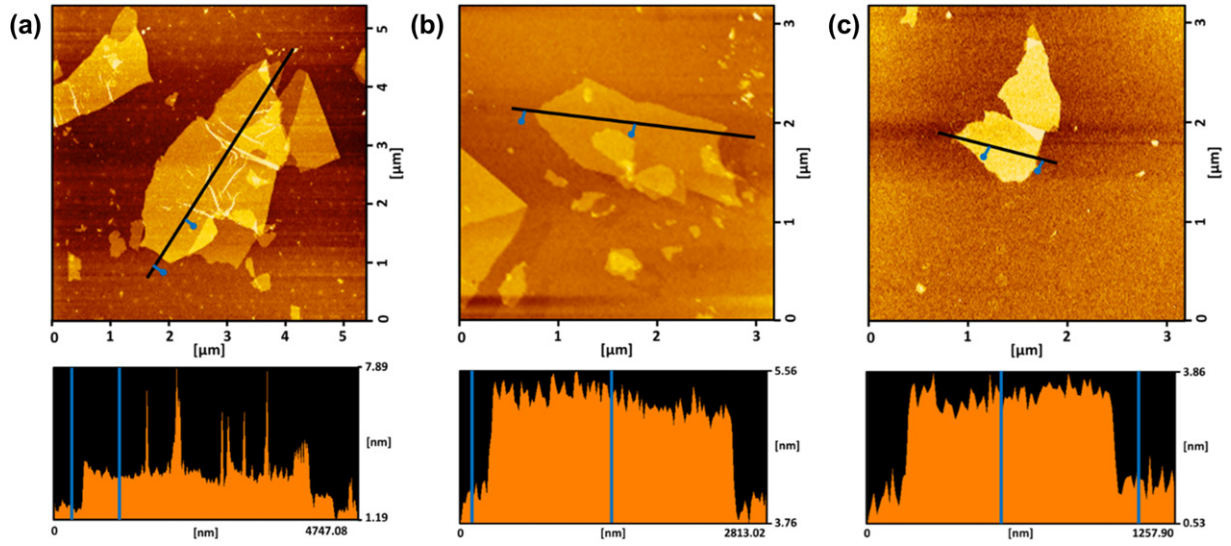 (a)
5
4
3
2
1
0
[µm]
0 1 2 3 4 5
[µm]
7.89
[nm]
1.19
0 [nm] 4747.08
(b)
3
2
1
0
[µm]
0 1 2 3
[µm]
5.56
[nm]
3.76
0 [nm] 2813.02
(c)
3
2
1
0
[µm]
0 1 2 3
[µm]
3.86
[nm]
0.53
0 [nm] 1257.90